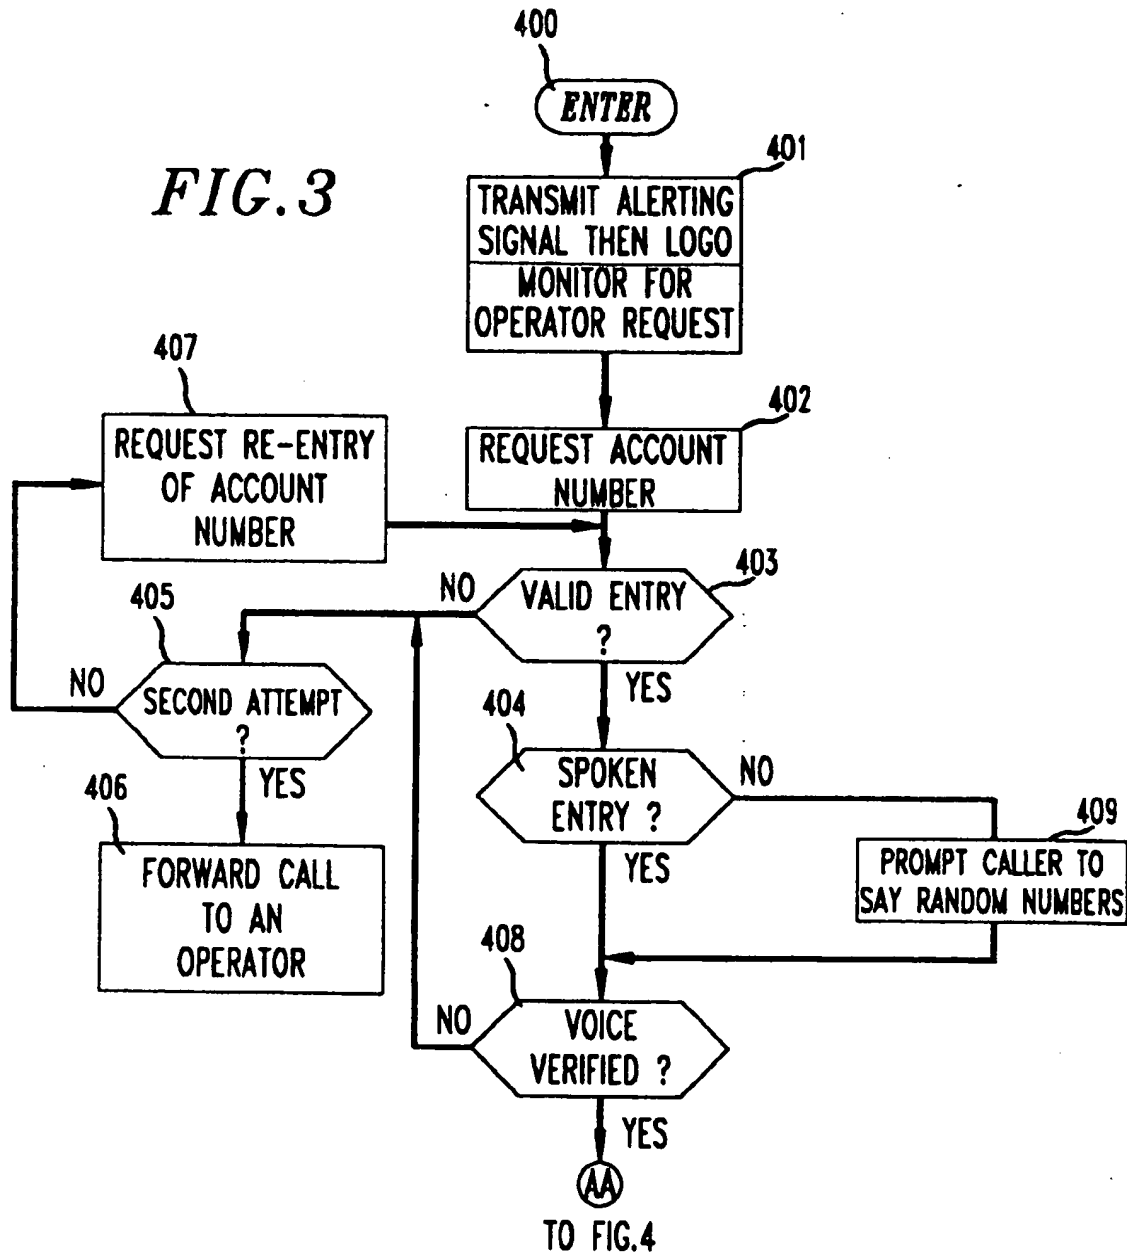 400
ENTER
FIG.3
401
TRANSMIT ALERTING
SIGNAL THEN LOGO
MONITOR FOR
OPERATOR REQUEST
407
REQUEST RE-ENTRY
OF ACCOUNT
NUMBER
402
REQUEST ACCOUNT
NUMBER
403
NO
VALID ENTRY
?
YES
405
NO
SECOND ATTEMPT
?
YES
404
SPOKEN
ENTRY ?
NO
YES
406
FORWARD CALL
TO AN
OPERATOR
409
PROMPT CALLER TO
SAY RANDOM NUMBERS
408
NO
VOICE
VERIFIED ?
YES
AA
TO FIG.4